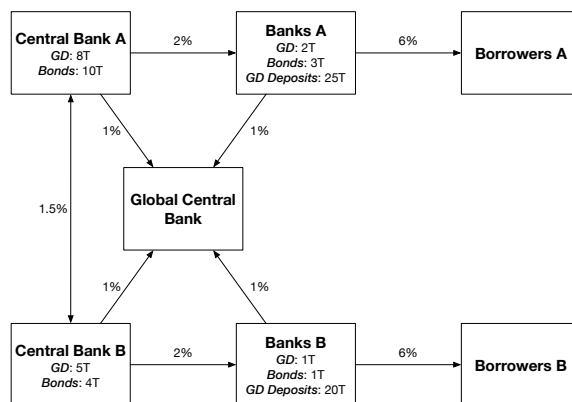 Central Bank A
GD: 8T
Bonds: 10T
2%
Banks A
GD: 2T
Bonds: 3T
GD Deposits: 25T
6%
Borrowers A
1%
1%
Global Central
Bank
1.5%
1%
1%
Central Bank B
GD: 5T
Bonds: 4T
2%
Banks B
GD: 1T
Bonds: 1T
GD Deposits: 20T
6%
Borrowers B